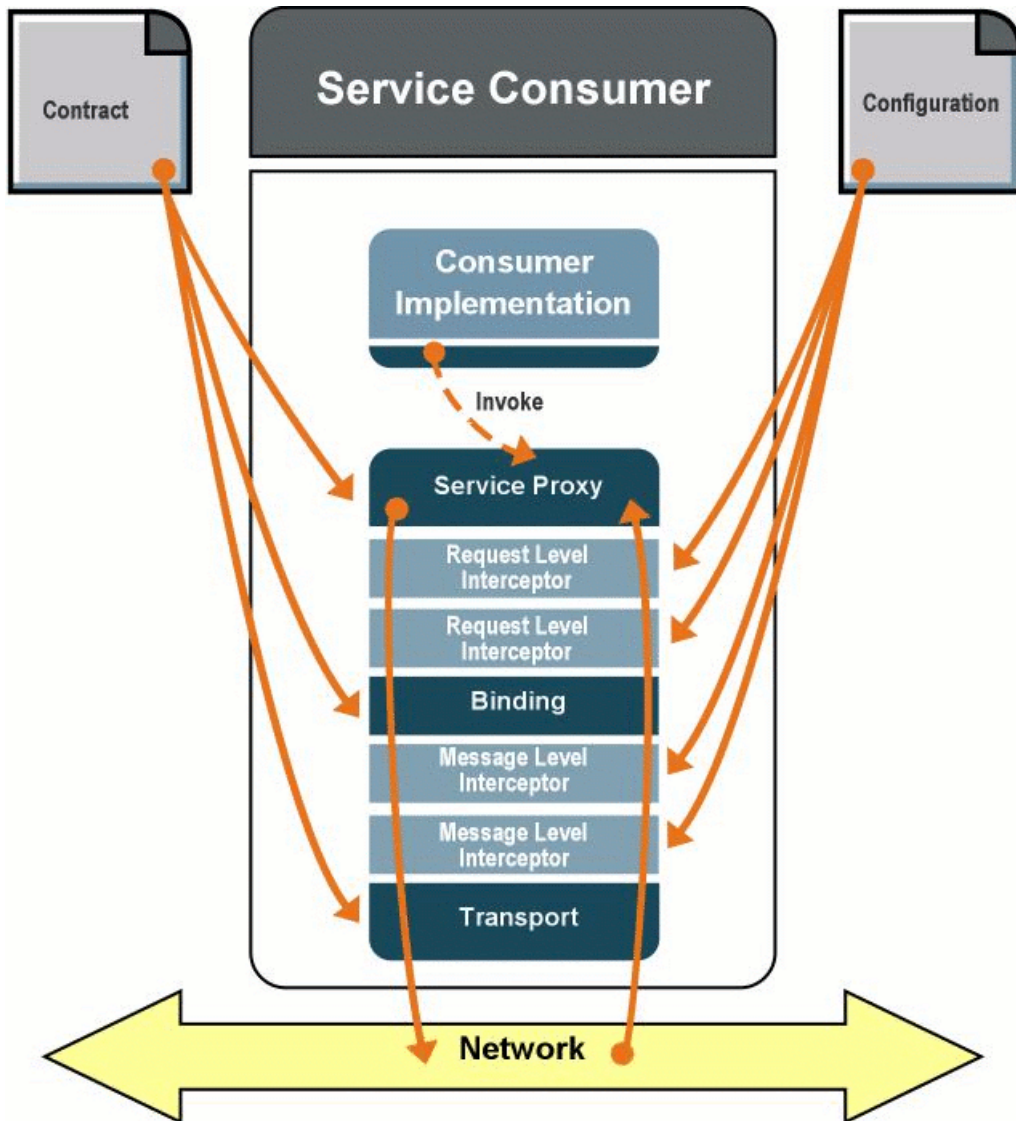 Contract
Service Consumer
Configuration
Consumer
Implementation
Invoke
Service Proxy
Request Level
Interceptor
Request Level
Interceptor
Binding
Message Level
Interceptor
Message Level
Interceptor
Transport
Network